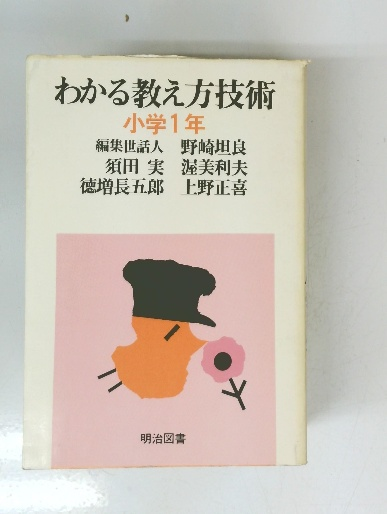 わかる教え方技術
小学1年
編集世話人 野崎坦良
須田実 渥美利夫
徳増長五郎 上野正喜
明治図書